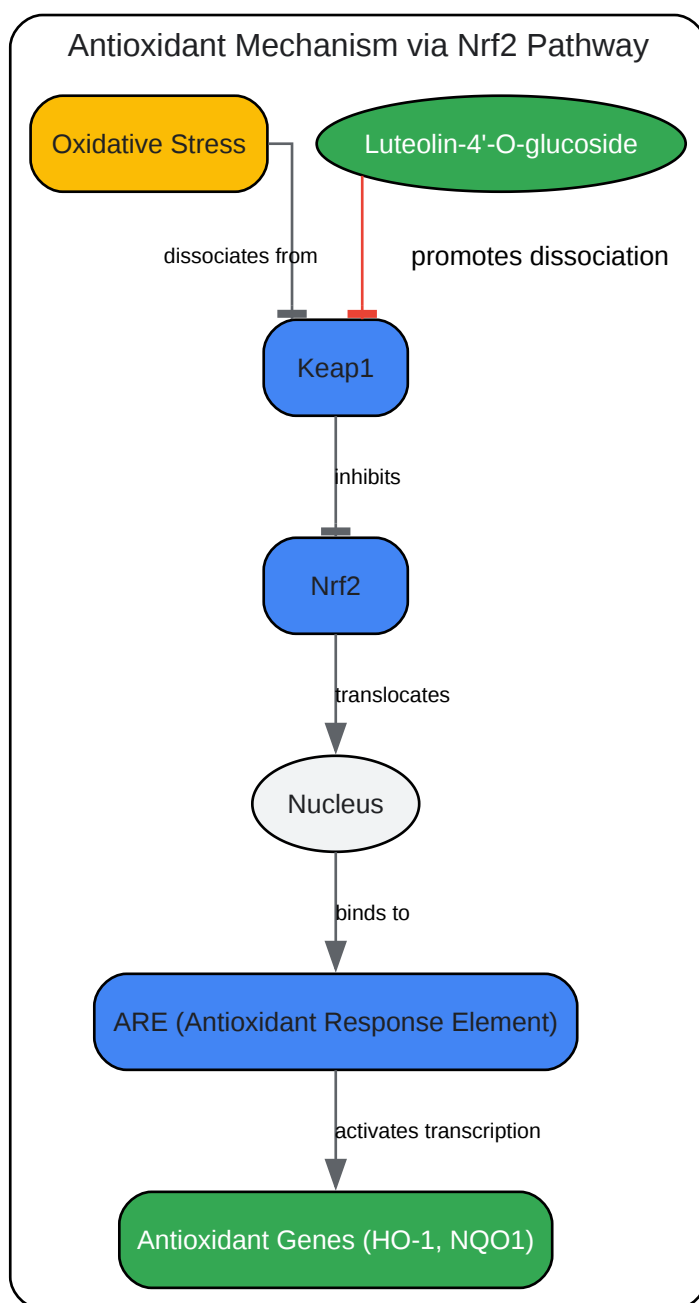 Antioxidant Mechanism via Nrf2 Pathway
Oxidative Stress
Luteolin-4'-O-glucoside
dissociates from
promotes dissociation
Keap1
inhibits
Nrf2
translocates
Nucleus
binds to
ARE (Antioxidant Response Element)
activates transcription
Antioxidant Genes (HO-1, NQO1)